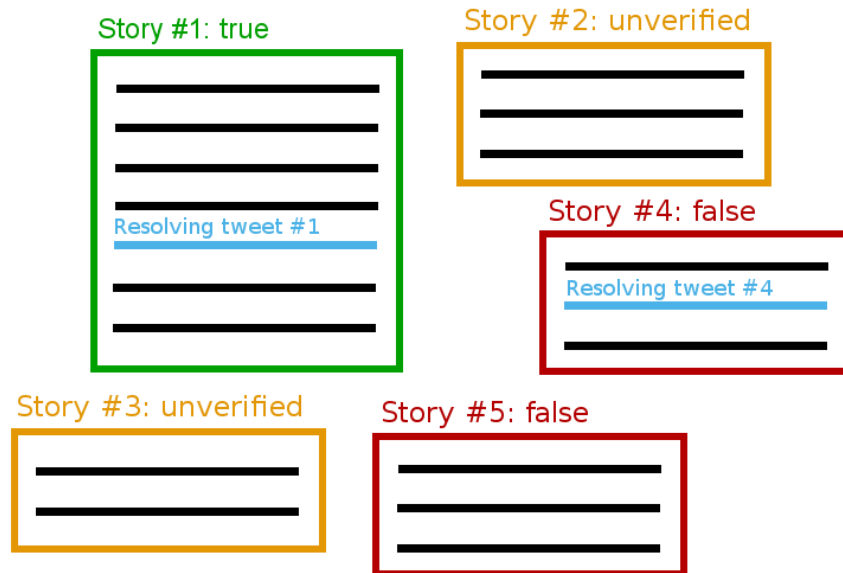 Story #1: true
Resolving tweet #1
Story #2: unverified
Story #4: false
Resolving tweet #4
Story #3: unverified
Story #5: false